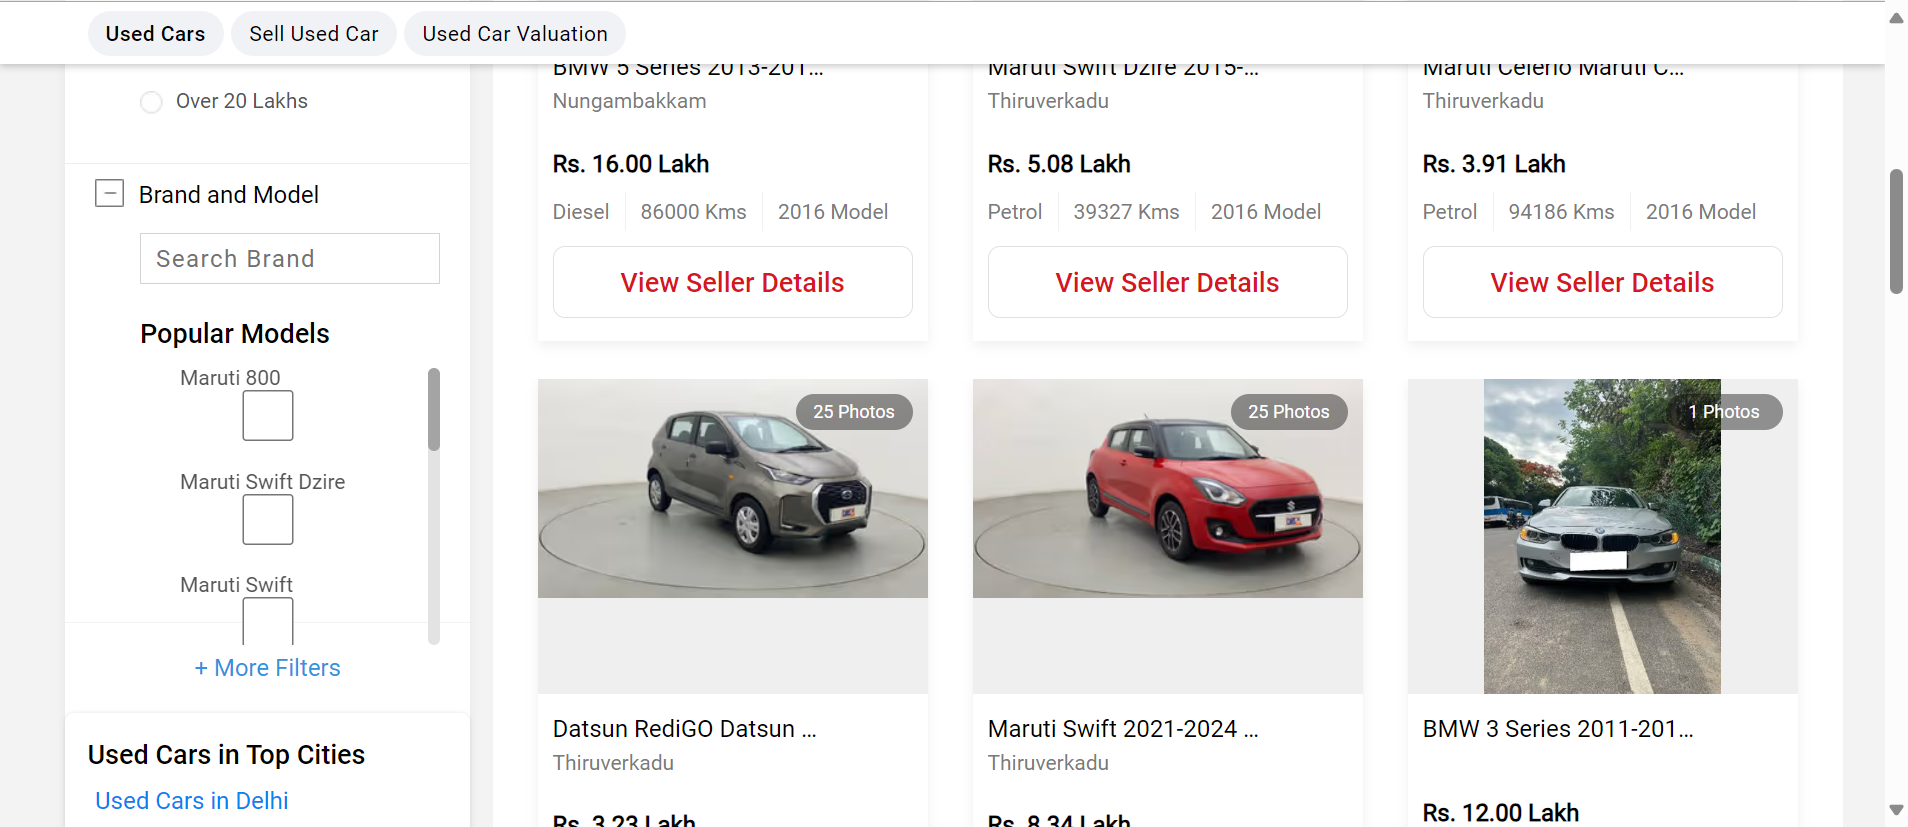 Used Cars
Sell Used Car
Used Car Valuation
Over 20 Lakhs
Brand and Model
Search Brand
Popular Models
Maruti 800
Maruti Swift Dzire
Maruti Swift
+ More Filters
Used Cars in Top Cities
Used Cars in Delhi
BMW 5 Series 2013-201...
Nungambakkam
Rs. 16.00 Lakh
Diesel 86000 Kms 2016 Model
View Seller Details
Maruti Swift Dzire 2015-...
Thiruverkadu
Rs. 5.08 Lakh
Petrol 39327 Kms 2016 Model
View Seller Details
Maruti Celerio Maruti C...
Thiruverkadu
Rs. 3.91 Lakh
Petrol 94186 Kms 2016 Model
View Seller Details
25 Photos
Datsun RediGO Datsun ...
Thiruverkadu
Rs. 3.23 Lakh
25 Photos
Maruti Swift 2021-2024 ...
Thiruverkadu
Rs. 8.34 Lakh
1 Photos
BMW 3 Series 2011-201...
Rs. 12.00 Lakh